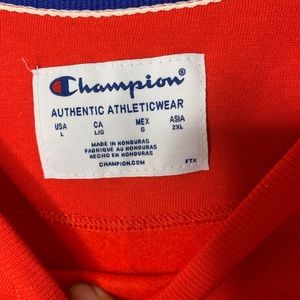 Champion®
AUTHENTIC ATHLETICWEAR
USA CA MEX ASIA
L L/G G 2XL
MADE IN HONDURAS
FABRIQUÉ AU HONDURAS
HECHO EN HONDURAS
CHAMPION.COM FTX